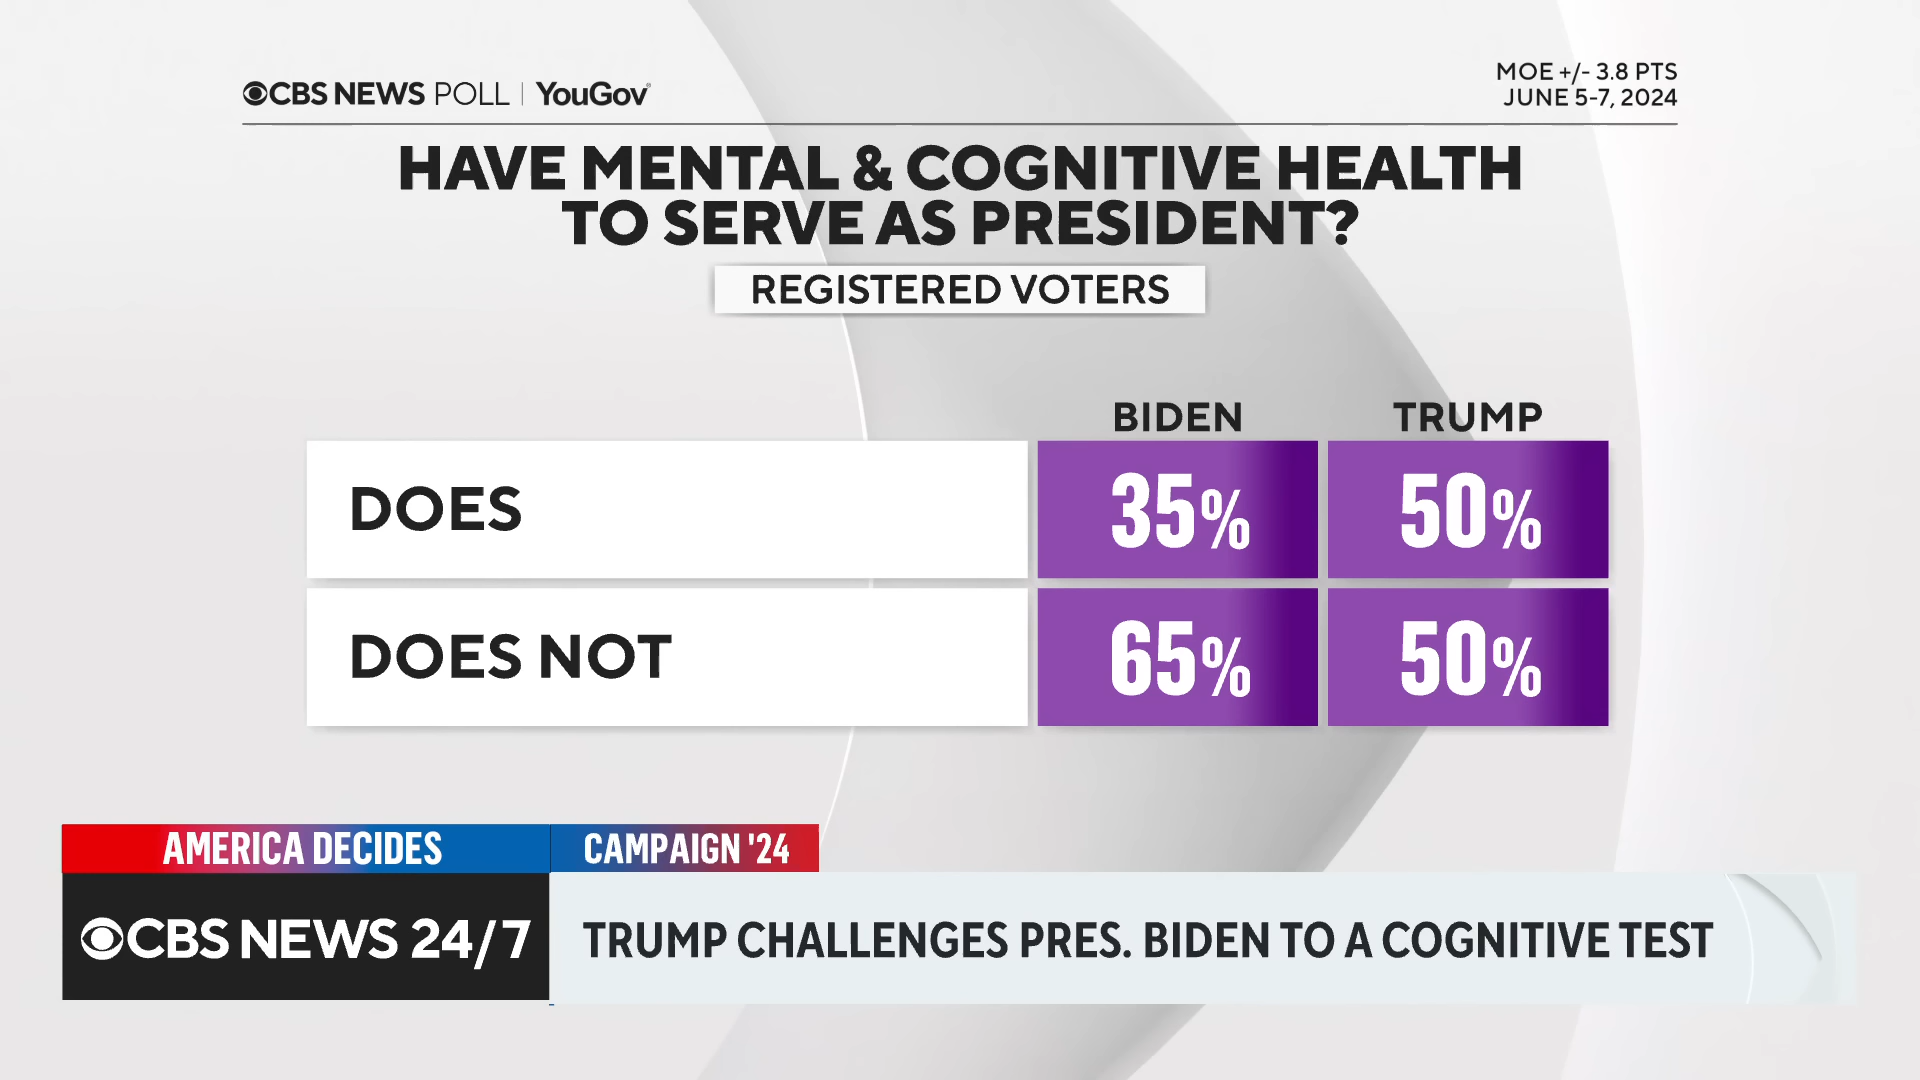 CBS NEWS POLL | YouGov
MOE +/- 3.8 PTS
JUNE 5-7, 2024
HAVE MENTAL & COGNITIVE HEALTH
TO SERVE AS PRESIDENT?
REGISTERED VOTERS
BIDEN TRUMP
DOES 35% 50%
DOES NOT 65% 50%
AMERICA DECIDES CAMPAIGN '24
CBS NEWS 24/7
TRUMP CHALLENGES PRES. BIDEN TO A COGNITIVE TEST